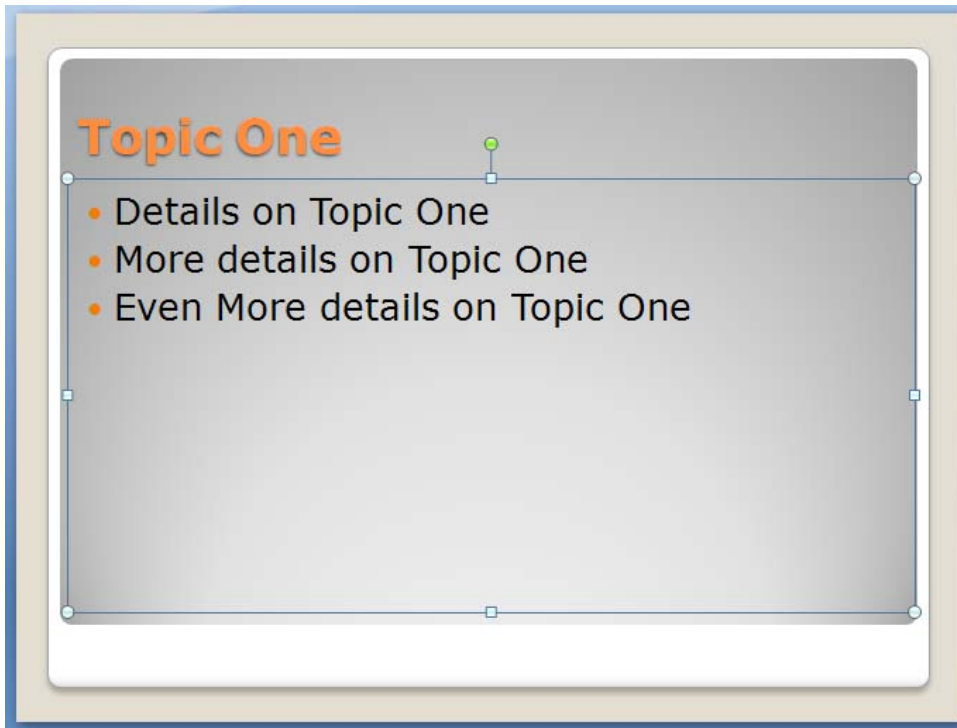 Topic One
• Details on Topic One
• More details on Topic One
• Even More details on Topic One